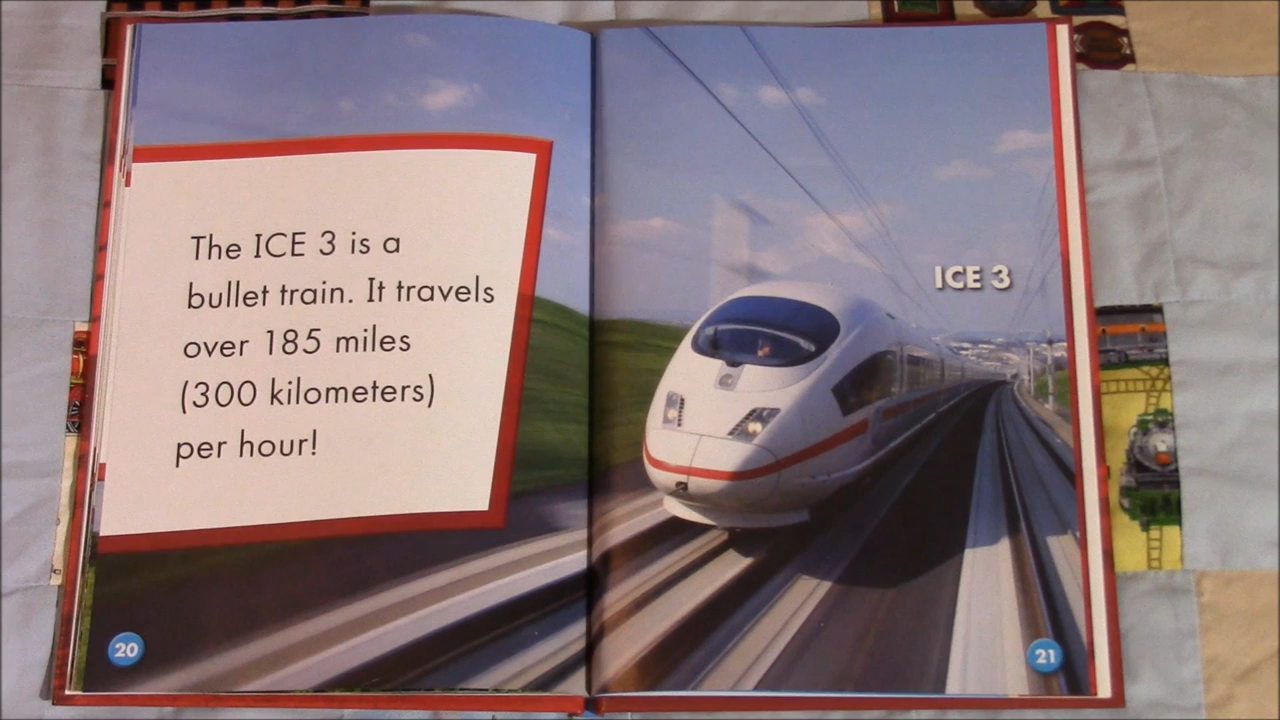 The ICE 3 is a
bullet train. It travels
over 185 miles
(300 kilometers)
per hour!
20
ICE 3
21